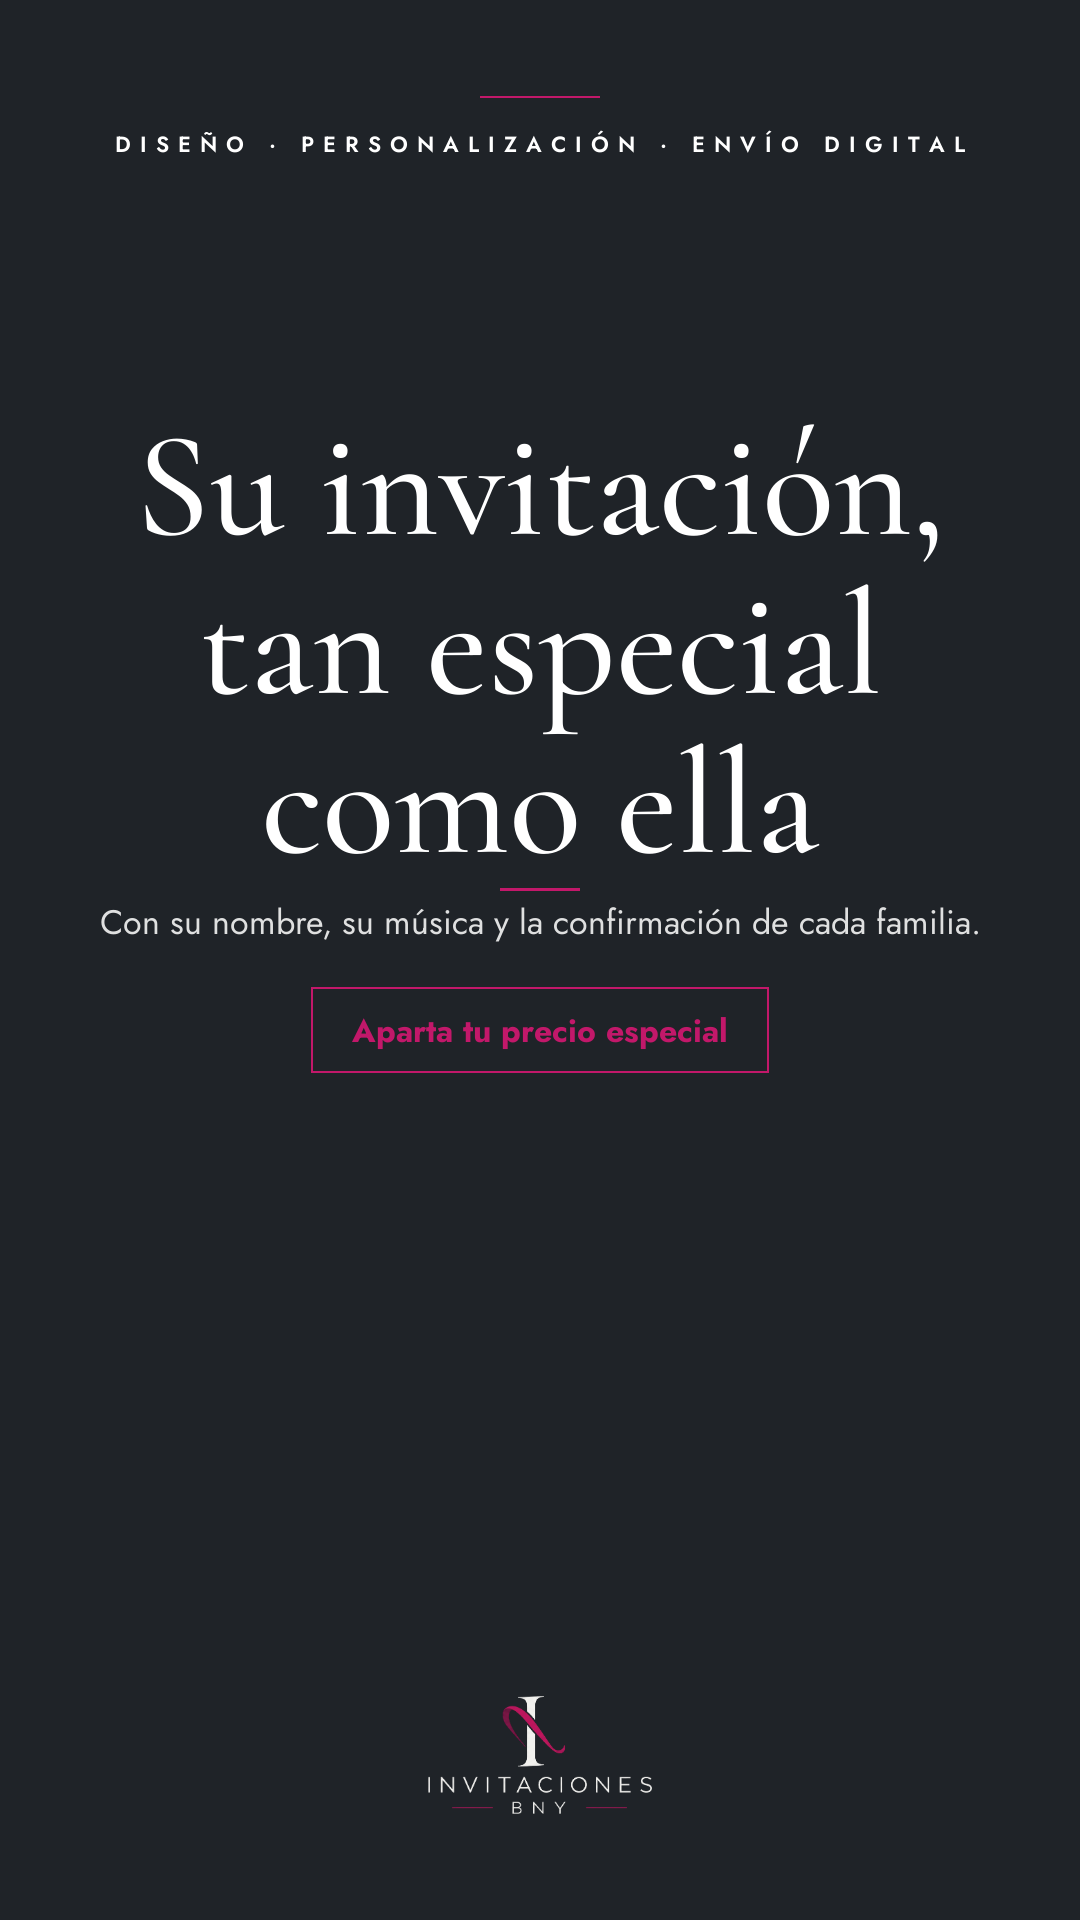 DISEÑO · PERSONALIZACIÓN · ENVÍO DIGITAL
Su invitación,
tan especial
como ella
Con su nombre, su música y la confirmación de cada familia.
Aparta tu precio especial
I
INVITACIONES
BNY